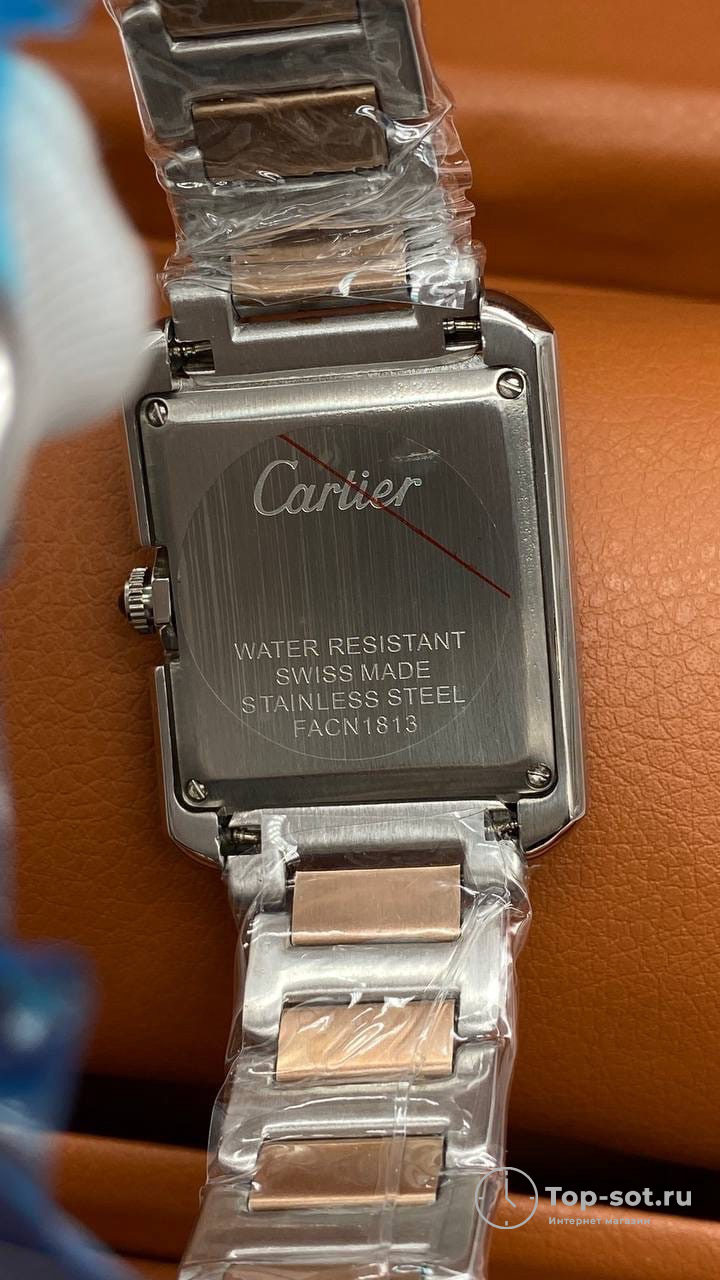 Cartier
WATER RESISTANT
SWISS MADE
STAINLESS STEEL
FACN1813
Top-sot.ru
Интернет магазин